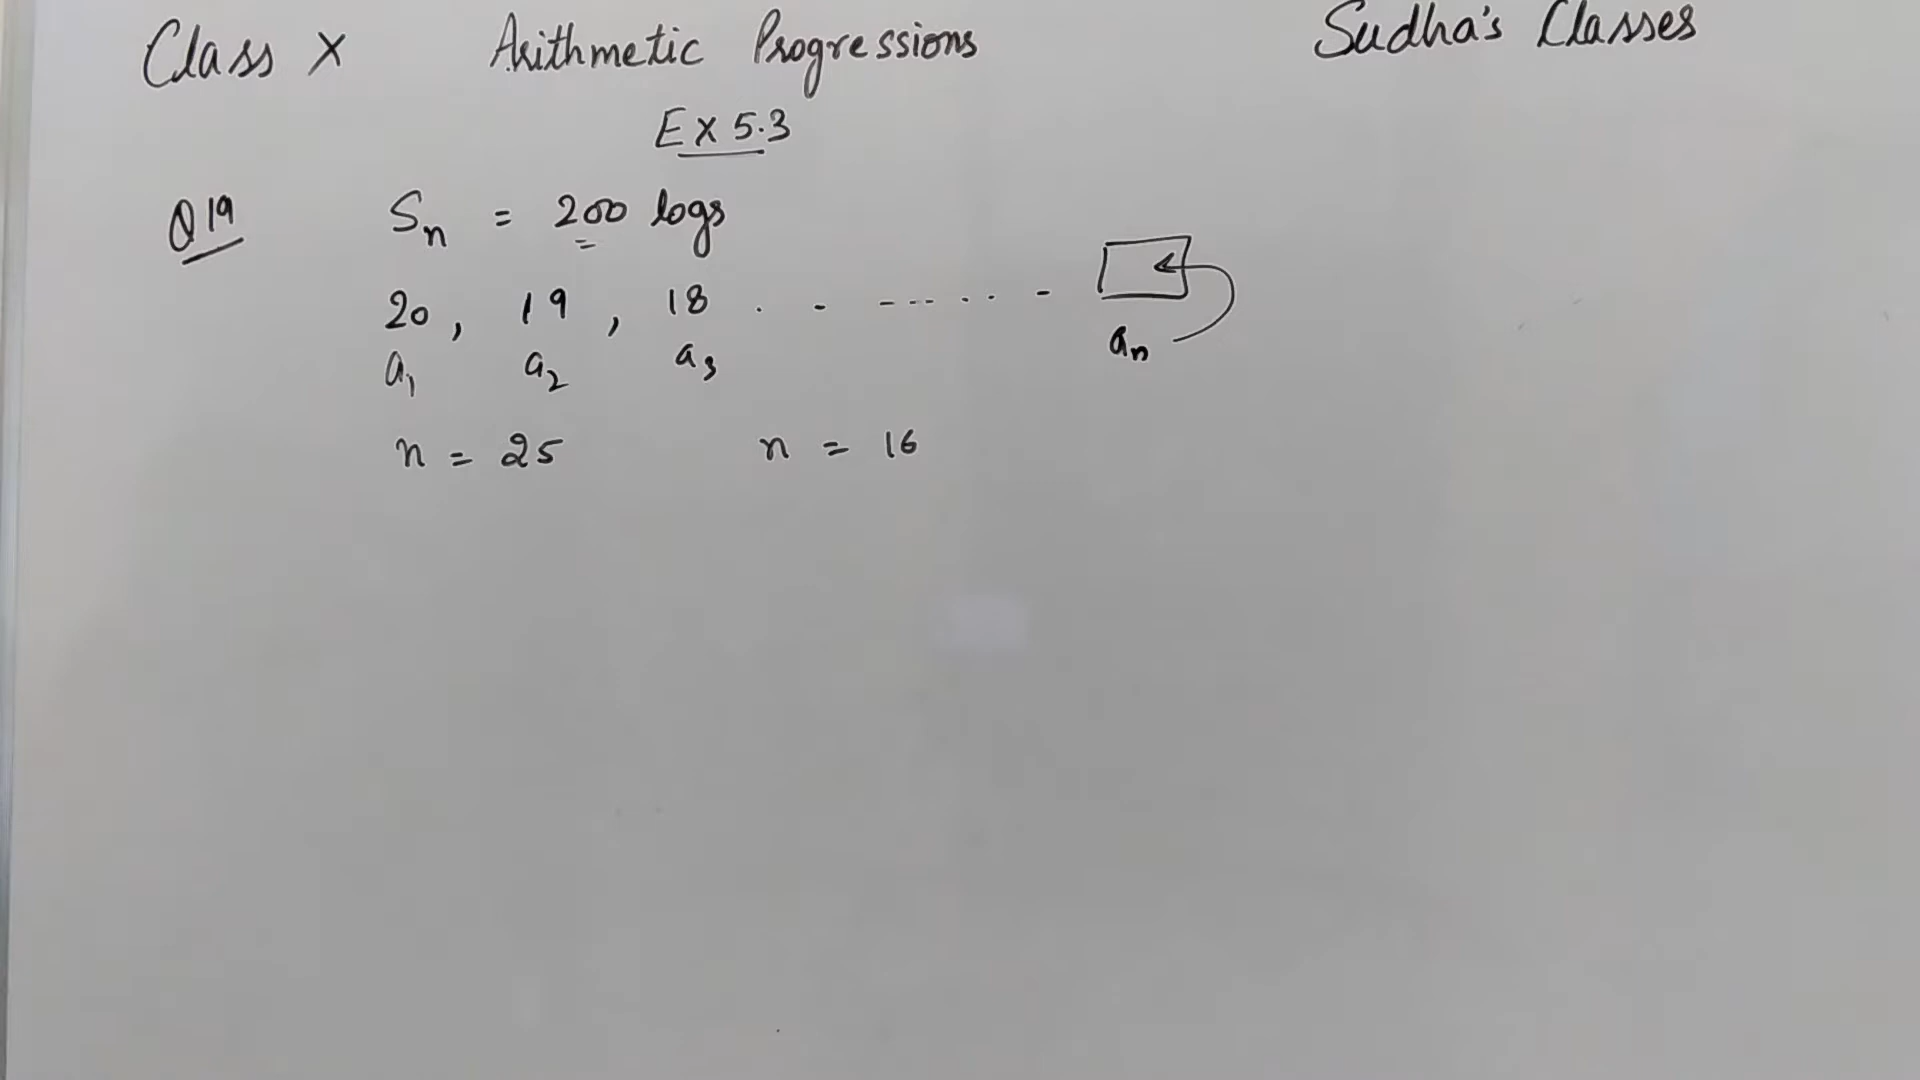 Class X Arithmetic Progressions Sudha's Classes
EX 5.3
Q19 Sn = 200 logs
20, 19, 18 . - - - - - . . -
a1 a2 a3 an
n = 25 n = 16